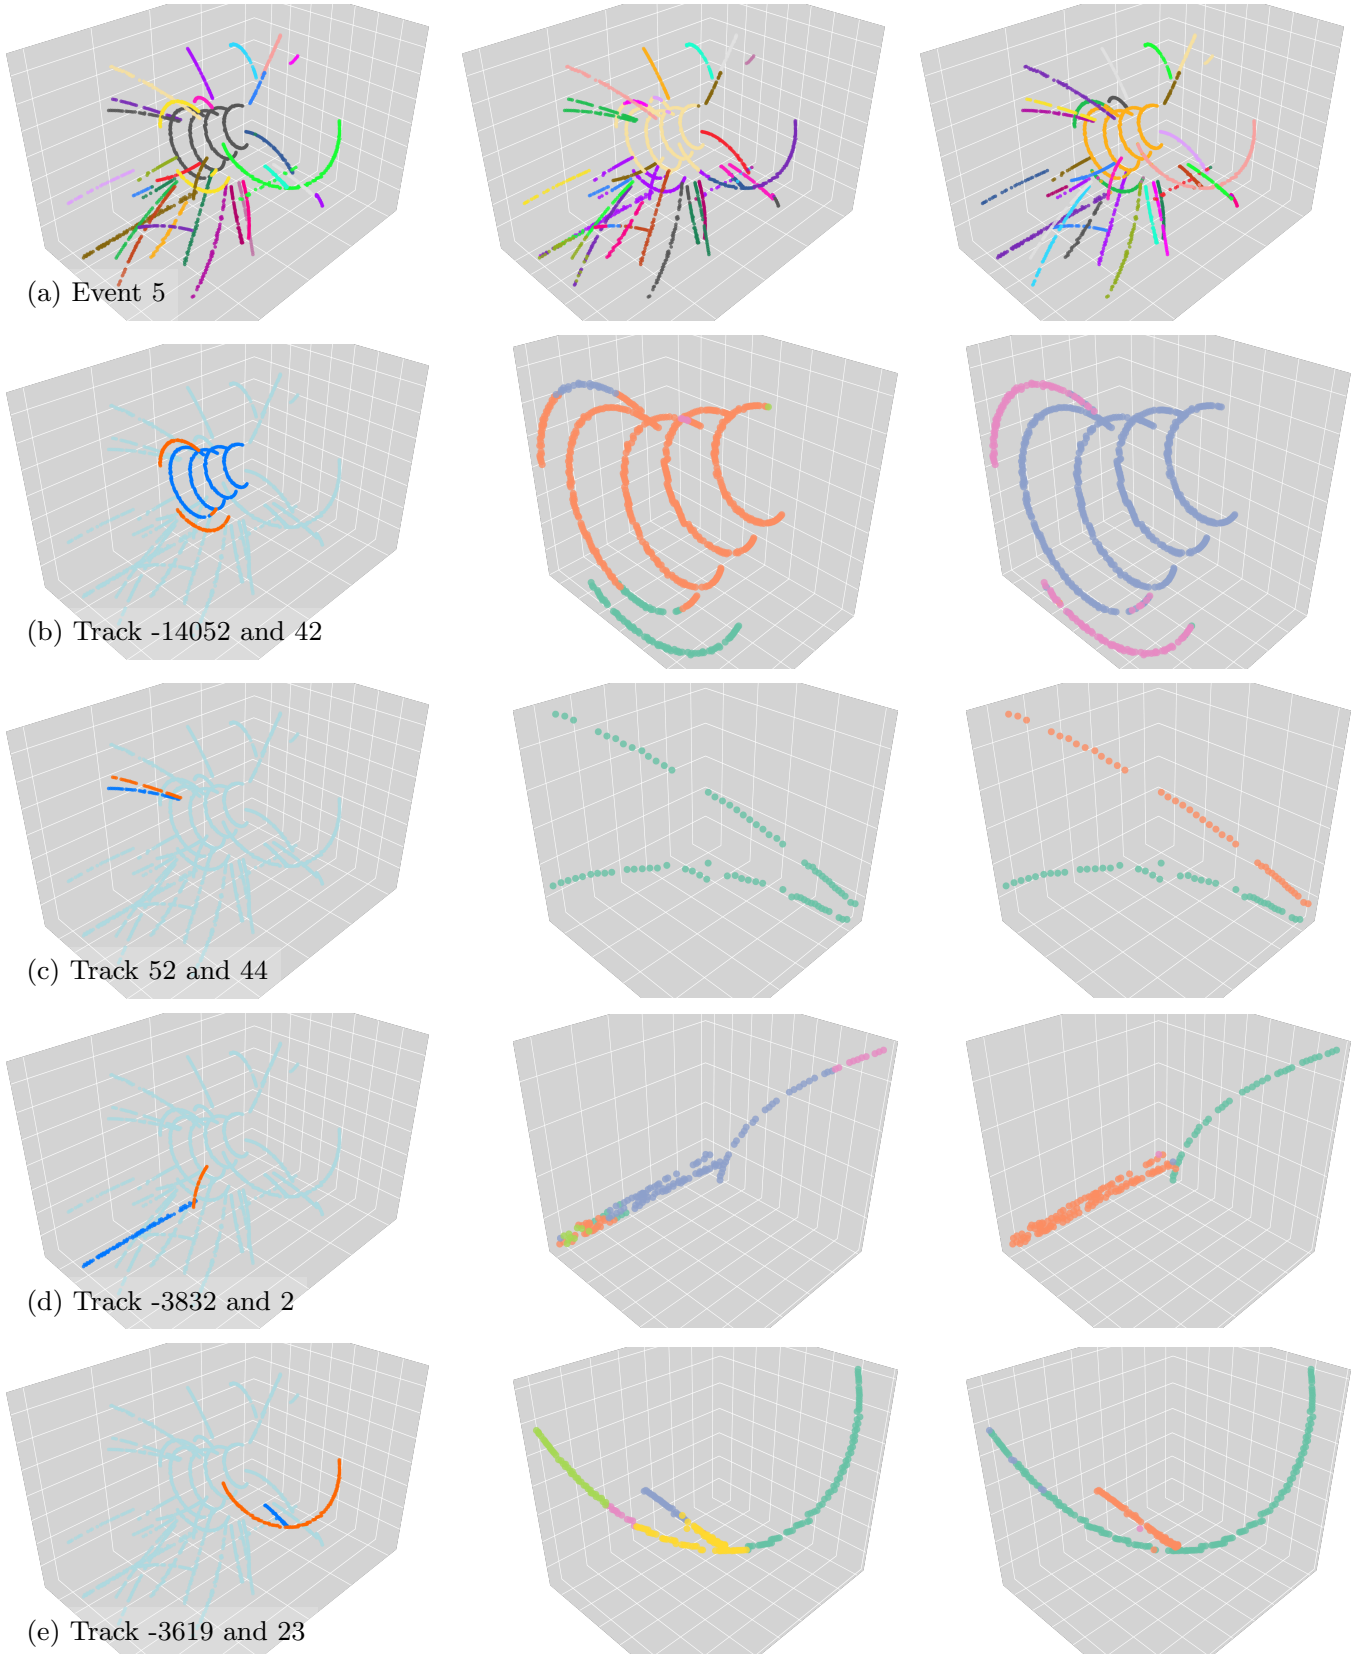 (a) Event 5
(b) Track -14052 and 42
(c) Track 52 and 44
(d) Track -3832 and 2
(e) Track -3619 and 23